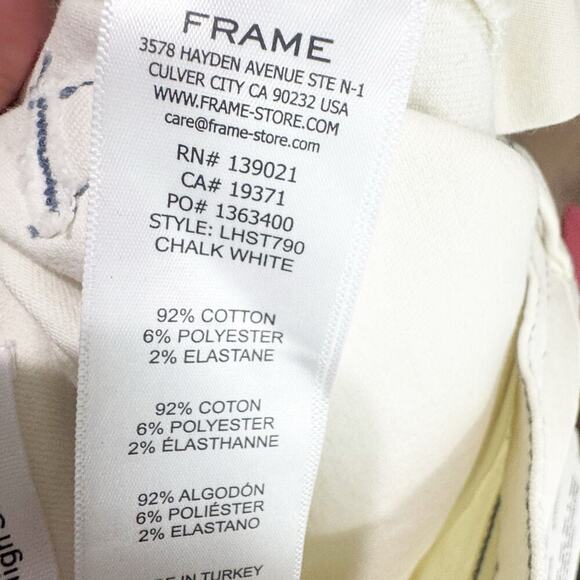 FRAME
3578 HAYDEN AVENUE STE N-1
CULVER CITY CA 90232 USA
WWW.FRAME-STORE.COM
care@frame-store.com
RN# 139021
CA# 19371
PO# 1363400
STYLE: LHST790
CHALK WHITE
92% COTTON
6% POLYESTER
2% ELASTANE
92% COTON
6% POLYESTER
2% ÉLASTHANNE
92% ALGODÓN
6% POLIÉSTER
2% ELASTANO
IN TURKEY